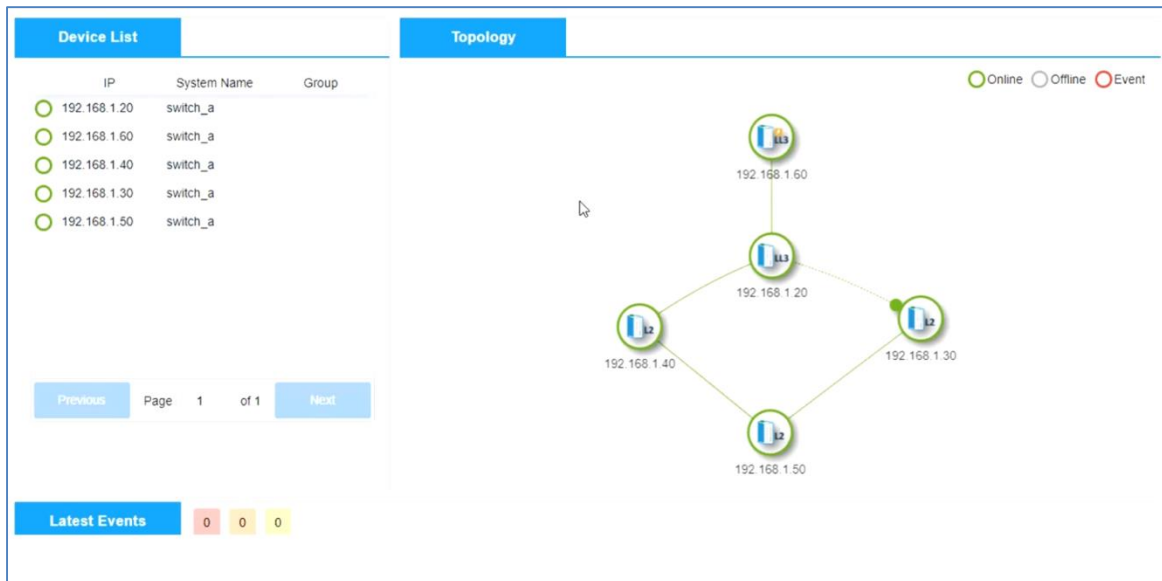 Device List
IP System Name Group
192.168.1.20 switch_a
192.168.1.60 switch_a
192.168.1.40 switch_a
192.168.1.30 switch_a
192.168.1.50 switch_a
Previous Page 1 of 1 Next
Topology
Online Offline Event
LL3
192.168.1.60
LL3
192.168.1.20
L2
192.168.1.40
L2
192.168.1.30
L2
192.168.1.50
Latest Events 0 0 0